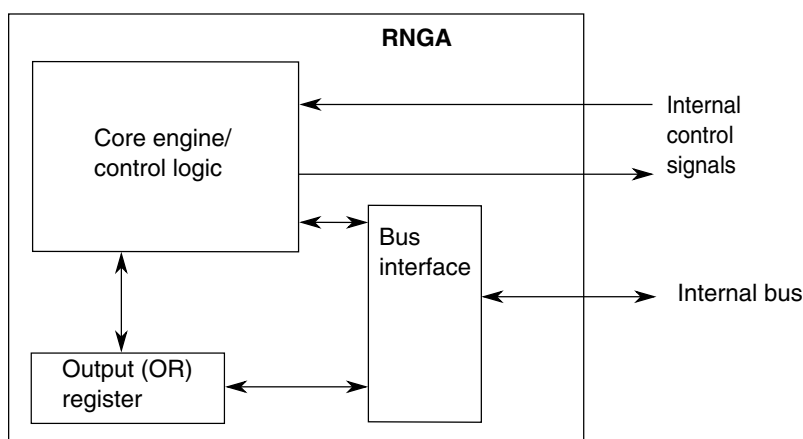 RNGA
Core engine/
control logic
Internal
control
signals
Bus
interface
Internal bus
Output (OR)
register